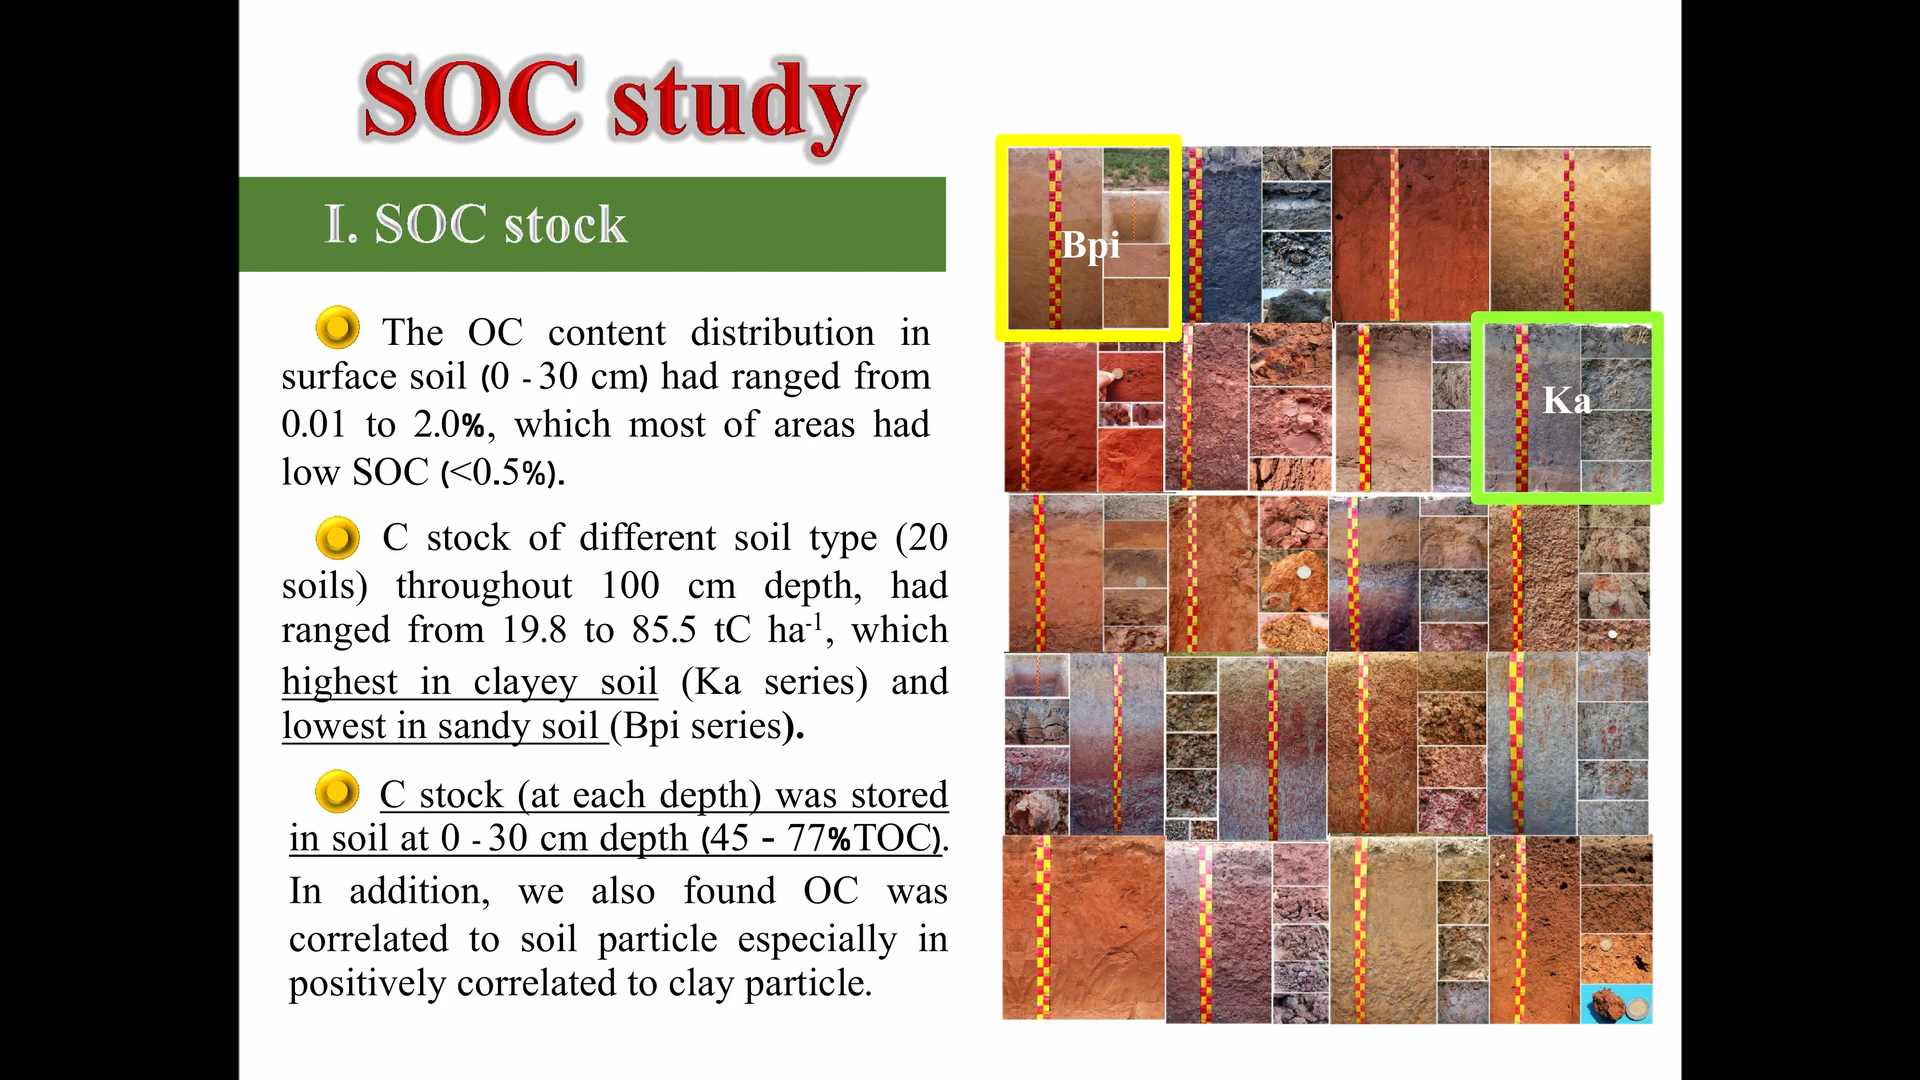 SOC study
I. SOC stock
The OC content distribution in
surface soil (0 - 30 cm) had ranged from
0.01 to 2.0%, which most of areas had
low SOC (<0.5%).
C stock of different soil type (20
soils) throughout 100 cm depth, had
ranged from 19.8 to 85.5 tC ha-1, which
highest in clayey soil (Ka series) and
lowest in sandy soil (Bpi series).
C stock (at each depth) was stored
in soil at 0 - 30 cm depth (45 – 77%TOC).
In addition, we also found OC was
correlated to soil particle especially in
positively correlated to clay particle.
Bpi
Ka